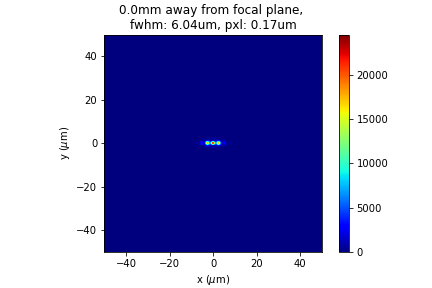 0.0mm away from focal plane,
fwhm: 6.04um, pxl: 0.17um
40
20
0
−20
−40
y (μm)
−40 −20 0 20 40
x (μm)
20000
15000
10000
5000
0